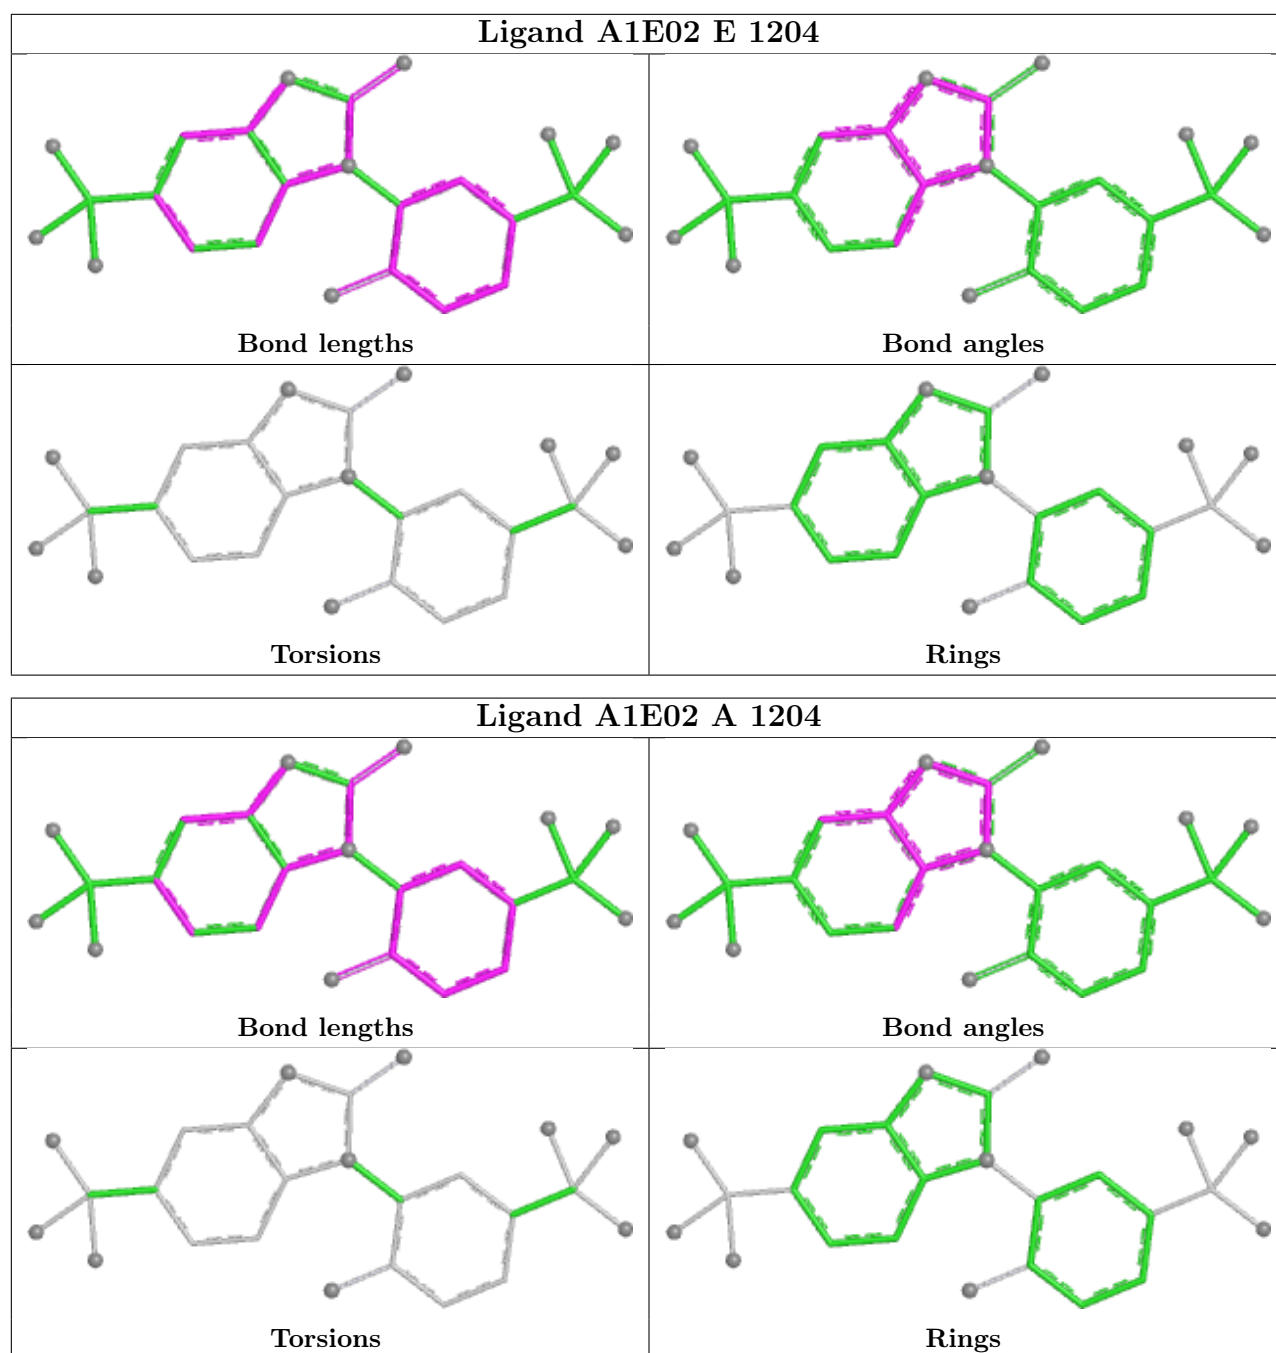 Ligand A1E02 E 1204
Bond lengths
Bond angles
Torsions
Rings
Ligand A1E02 A 1204
Bond lengths
Bond angles
Torsions
Rings